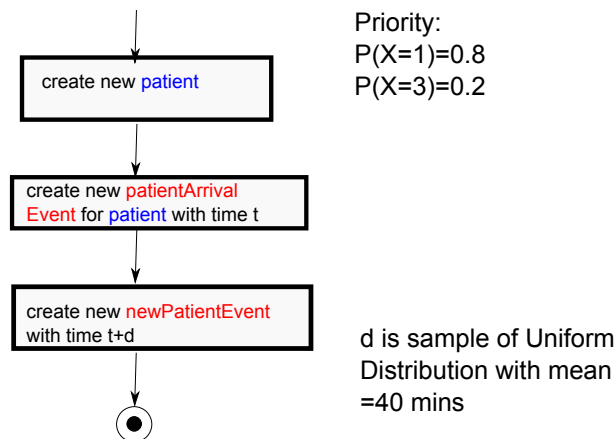 create new patient
Priority:
P(X=1)=0.8
P(X=3)=0.2
create new patientArrival
Event for patient with time t
create new newPatientEvent
with time t+d
d is sample of Uniform
Distribution with mean
=40 mins